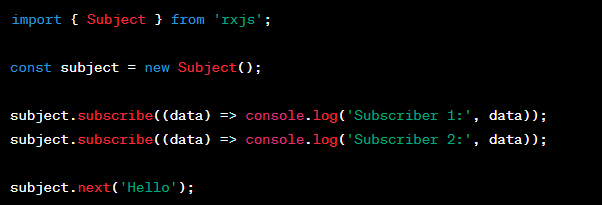 import { Subject } from 'rxjs';
const subject = new Subject();
subject.subscribe((data) => console.log('Subscriber 1:', data));
subject.subscribe((data) => console.log('Subscriber 2:', data));
subject.next('Hello');